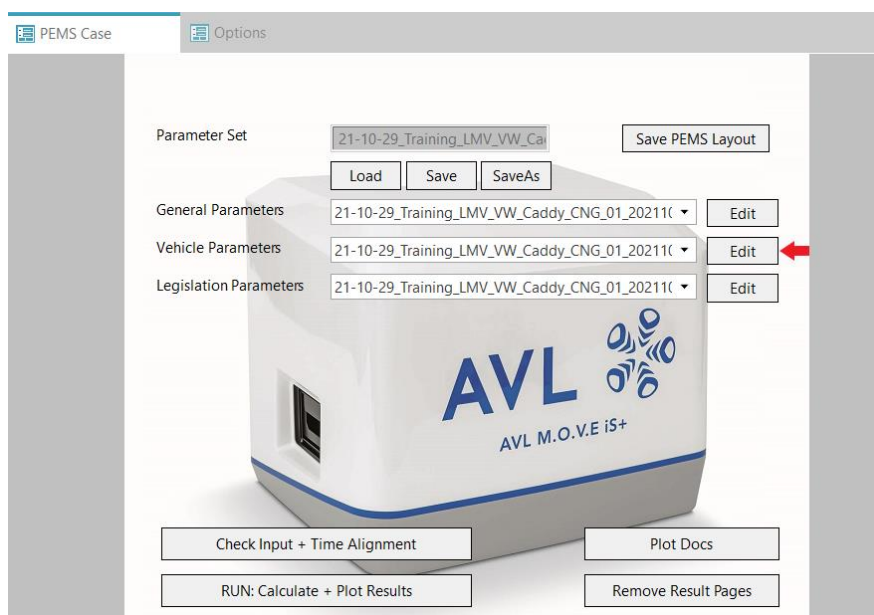 PEMS Case
Options
Parameter Set
21-10-29_Training_LMV_VW_Ca
Save PEMS Layout
Load Save SaveAs
General Parameters
21-10-29_Training_LMV_VW_Caddy_CNG_01_20211(
Edit
Vehicle Parameters
21-10-29_Training_LMV_VW_Caddy_CNG_01_20211(
Edit
Legislation Parameters
21-10-29_Training_LMV_VW_Caddy_CNG_01_20211(
Edit
AVL
AVL M.O.V.E iS+
Check Input + Time Alignment
Plot Docs
RUN: Calculate + Plot Results
Remove Result Pages